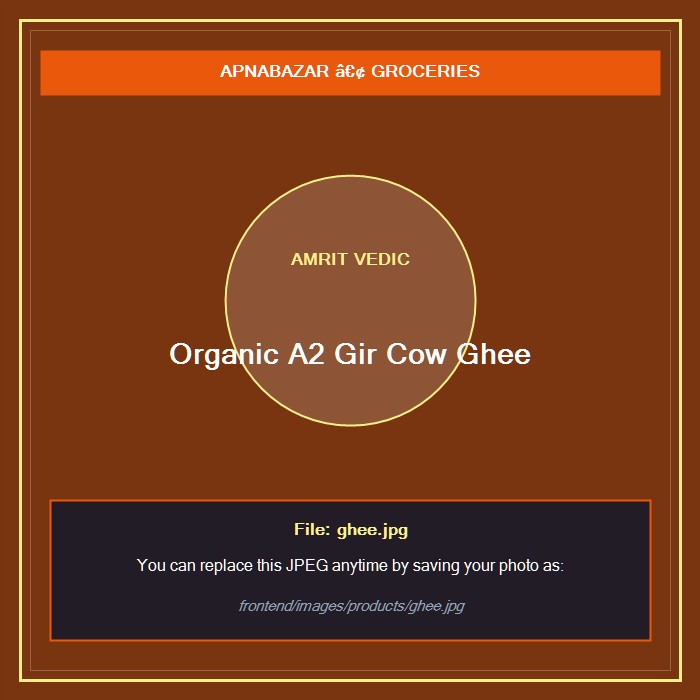 APNABAZAR â€¢ GROCERIES
AMRIT VEDIC
Organic A2 Gir Cow Ghee
File: ghee.jpg
You can replace this JPEG anytime by saving your photo as:
frontend/images/products/ghee.jpg